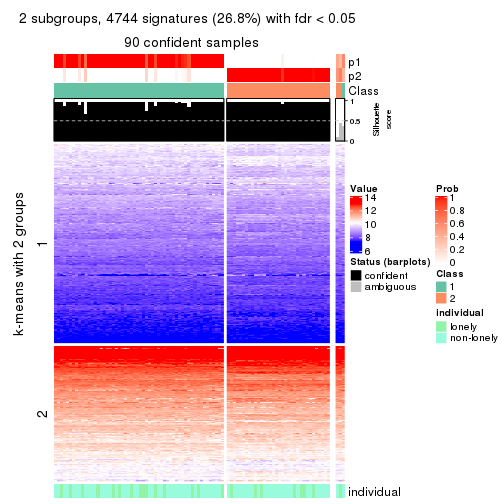 2 subgroups, 4744 signatures (26.8%) with fdr < 0.05
90 confident samples
p1
p2
Class
1
0.5
0
Silhouette
score
k-means with 2 groups
1
2
individual
Value
14
12
10
8
6
Status (barplots)
confident
ambiguous
Prob
1
0.8
0.6
0.4
0.2
0
Class
1
2
individual
lonely
non-lonely